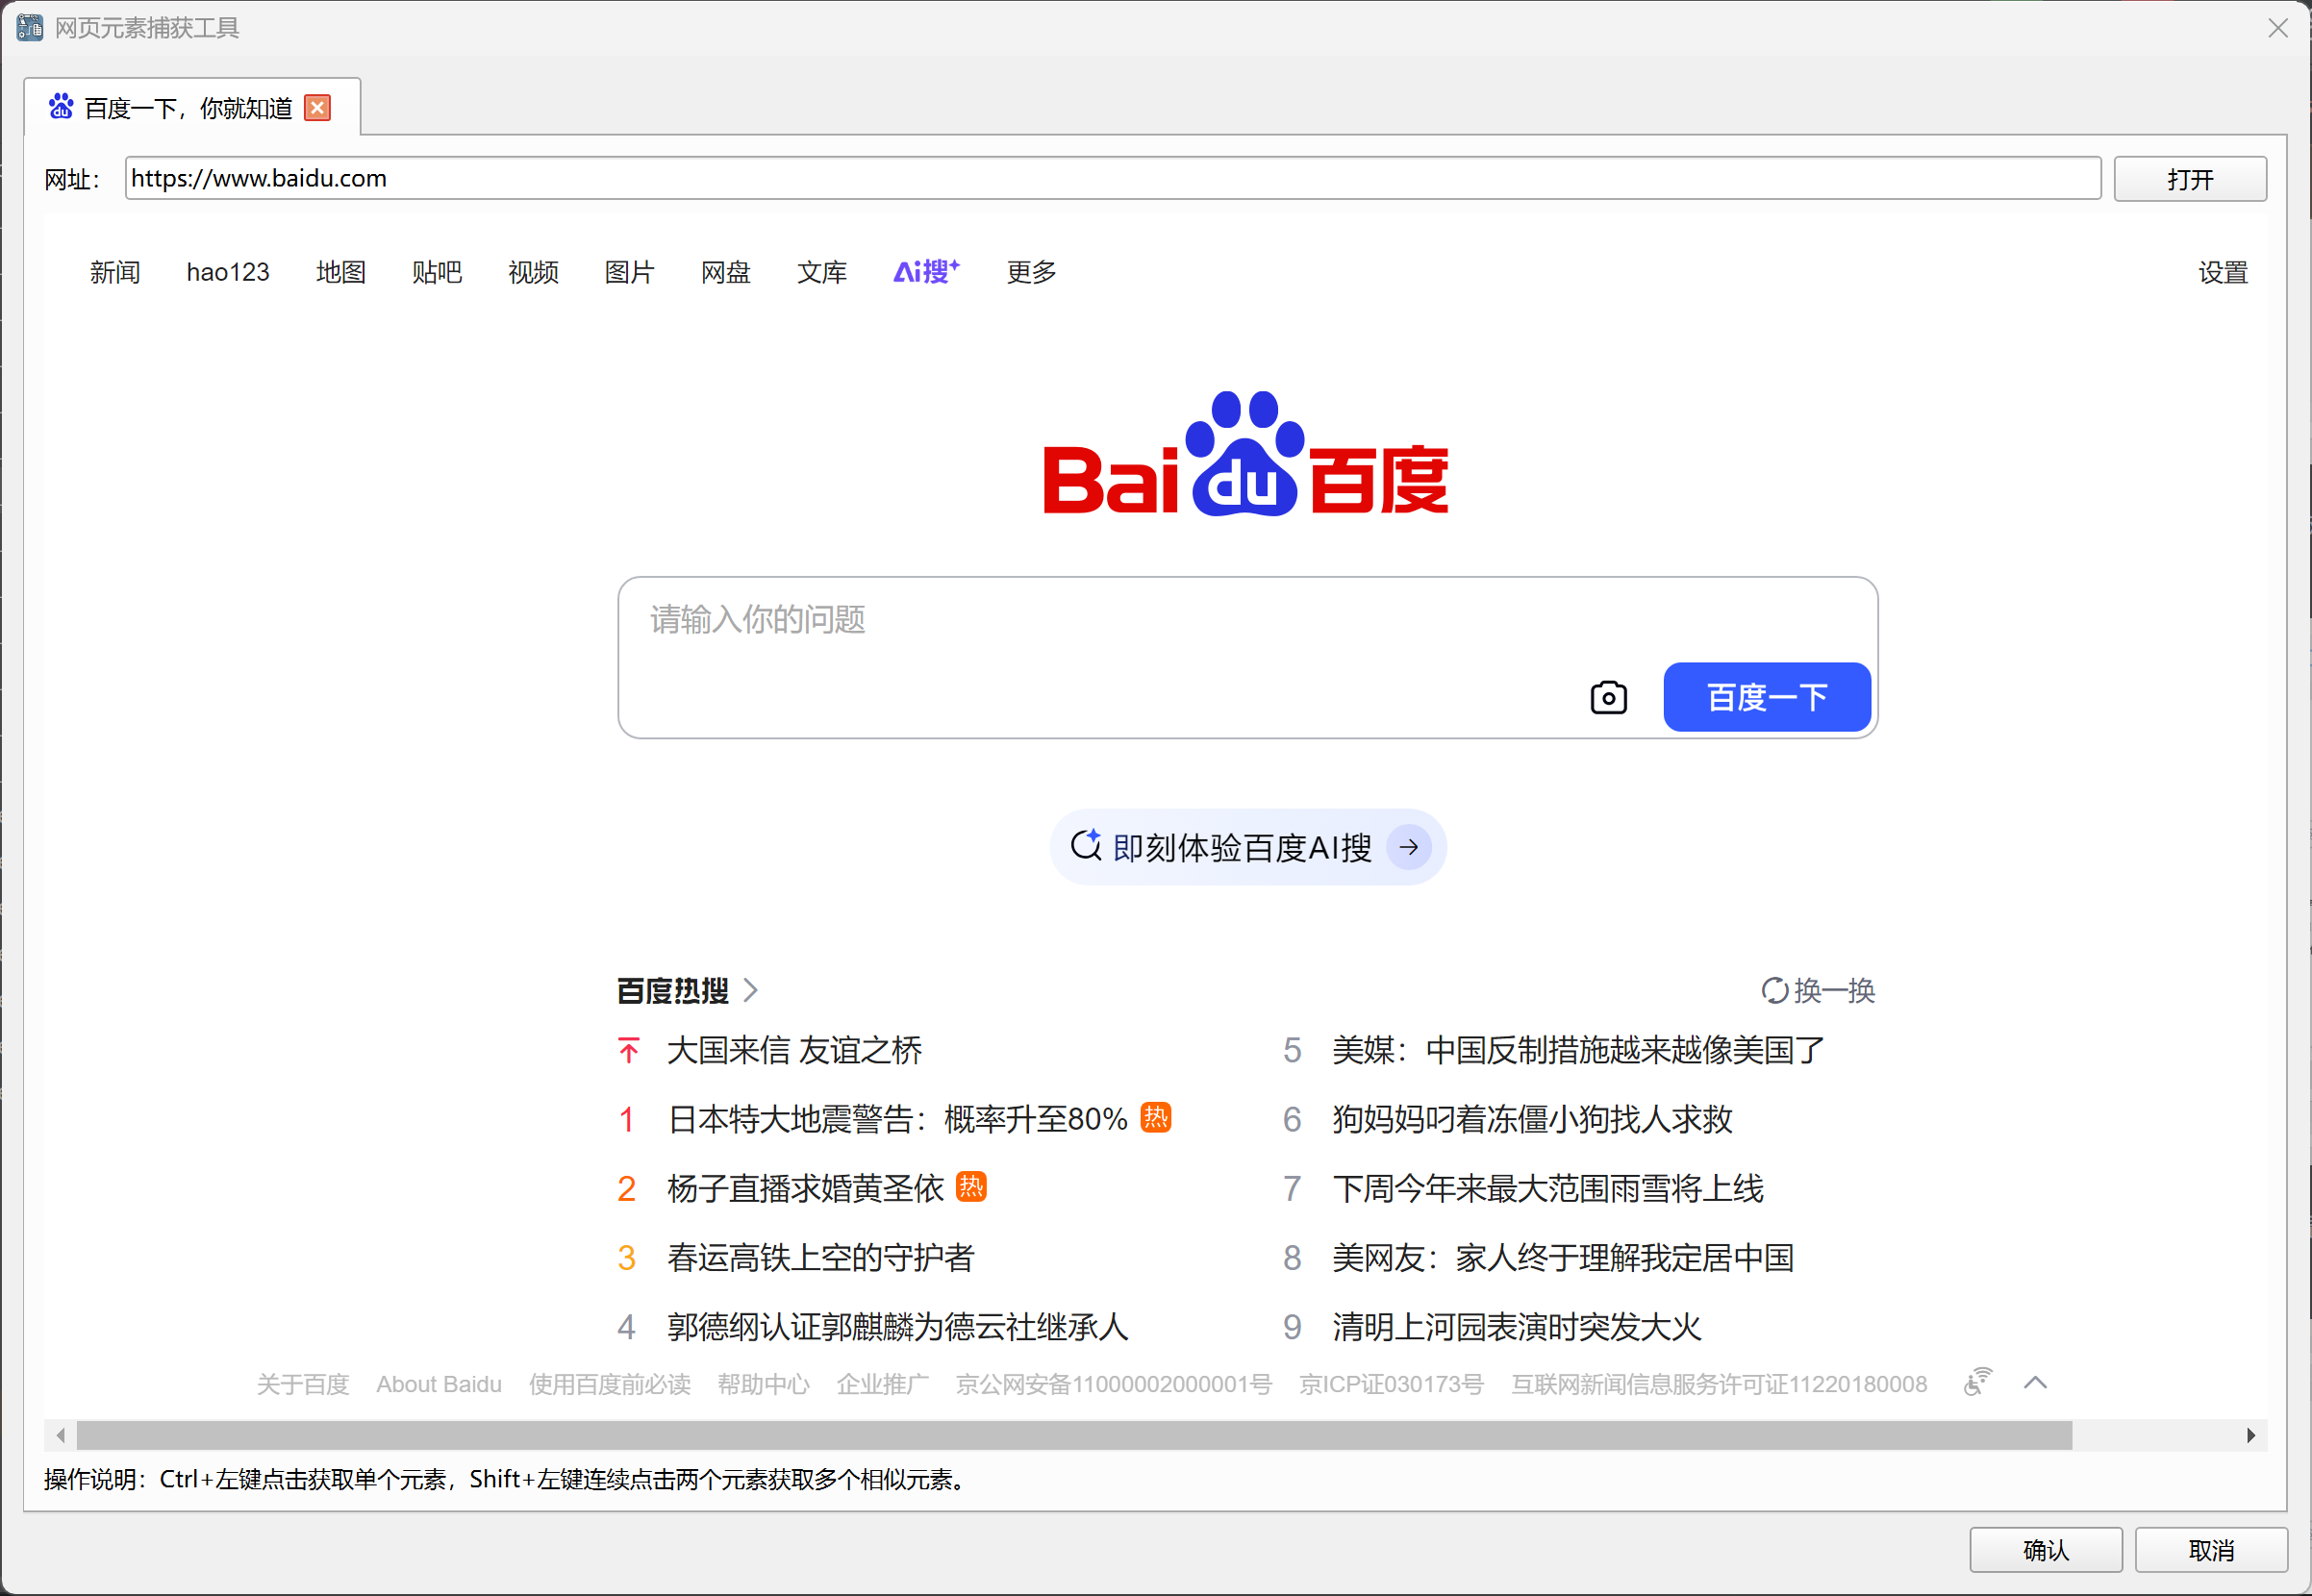 网页元素捕获工具
百度一下，你就知道
网址： https://www.baidu.com 打开
新闻 hao123 地图 贴吧 视频 图片 网盘 文库 Ai搜 更多 设置
Bai du 百度
请输入你的问题
百度一下
即刻体验百度AI搜
百度热搜 换一换
大国来信 友谊之桥
1 日本特大地震警告：概率升至80% 热
2 杨子直播求婚黄圣依 热
3 春运高铁上空的守护者
4 郭德纲认证郭麒麟为德云社继承人
5 美媒：中国反制措施越来越像美国了
6 狗妈妈叼着冻僵小狗找人求救
7 下周今年来最大范围雨雪将上线
8 美网友：家人终于理解我定居中国
9 清明上河园表演时突发大火
关于百度 About Baidu 使用百度前必读 帮助中心 企业推广 京公网安备11000002000001号 京ICP证030173号 互联网新闻信息服务许可证11220180008
操作说明：Ctrl+左键点击获取单个元素，Shift+左键连续点击两个元素获取多个相似元素。
确认 取消